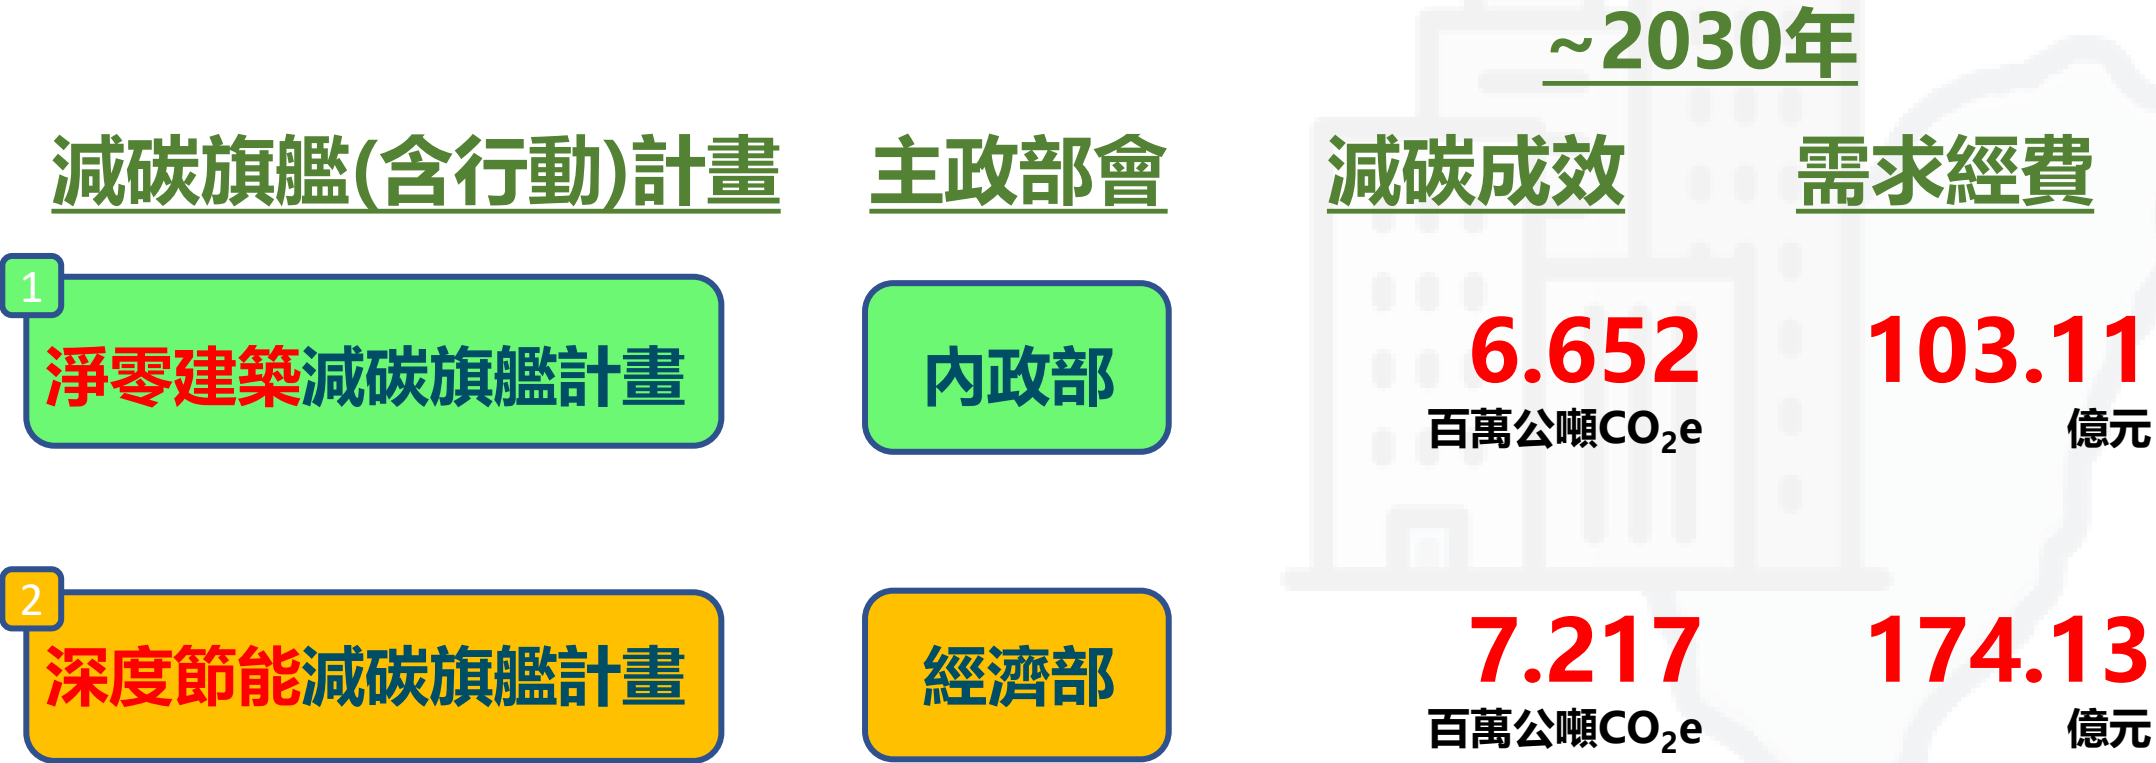 ~2030年
減碳旗艦(含行動)計畫 主政部會 減碳成效 需求經費
1
淨零建築減碳旗艦計畫 內政部 6.652 103.11
百萬公噸CO₂e 億元
2
深度節能減碳旗艦計畫 經濟部 7.217 174.13
百萬公噸CO₂e 億元